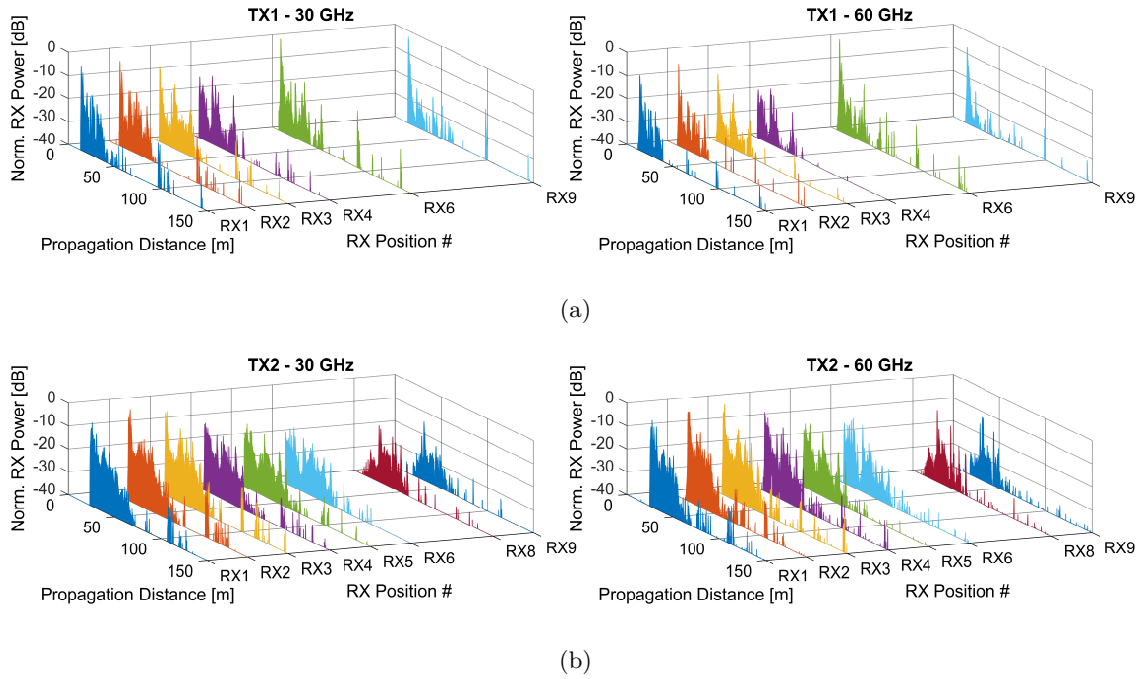 TX1 - 30 GHz
Norm. RX Power [dB]
0
-10
-20
-30
-40
0
50
100
150
Propagation Distance [m]
RX1
RX2
RX3
RX4
RX6
RX9
RX Position #
TX1 - 60 GHz
Norm. RX Power [dB]
0
-10
-20
-30
-40
0
50
100
150
Propagation Distance [m]
RX1
RX2
RX3
RX4
RX6
RX9
RX Position #
(a)
TX2 - 30 GHz
Norm. RX Power [dB]
0
-10
-20
-30
-40
0
50
100
150
Propagation Distance [m]
RX1
RX2
RX3
RX4
RX5
RX6
RX8
RX9
RX Position #
TX2 - 60 GHz
Norm. RX Power [dB]
0
-10
-20
-30
-40
0
50
100
150
Propagation Distance [m]
RX1
RX2
RX3
RX4
RX5
RX6
RX8
RX9
RX Position #
(b)